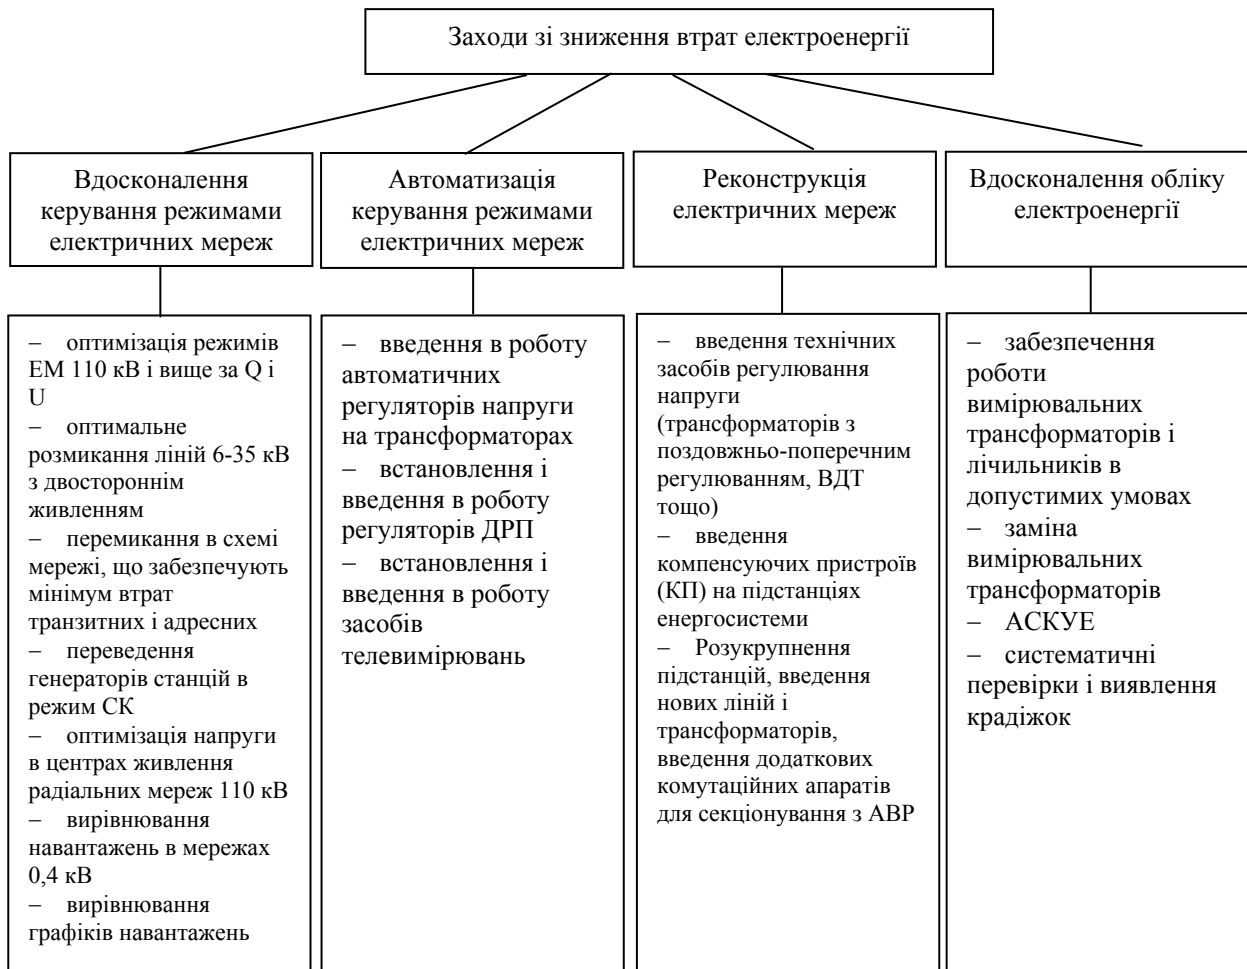 Заходи зі зниження втрат електроенергії
Вдосконалення
керування режимами
електричних мереж
Автоматизація
керування режимами
електричних мереж
Реконструкція
електричних мереж
Вдосконалення обліку
електроенергії
– оптимізація режимів
ЕМ 110 кВ і вище за Q і
U
– оптимальне
розмикання ліній 6-35 кВ
з двостороннім
живленням
– перемикання в схемі
мережі, що забезпечують
мінімум втрат
транзитних і адресних
– переведення
генераторів станцій в
режим СК
– оптимізація напруги
в центрах живлення
радіальних мереж 110 кВ
– вирівнювання
навантажень в мережах
0,4 кВ
– вирівнювання
графіків навантажень
– введення в роботу
автоматичних
регуляторів напруги
на трансформаторах
– встановлення і
введення в роботу
регуляторів ДРП
– встановлення і
введення в роботу
засобів
телевимірювань
– введення технічних
засобів регулювання
напруги
(трансформаторів з
поздовжньо-поперечним
регулюванням, ВДТ
тощо)
– введення
компенсуючих пристроїв
(КП) на підстанціях
енергосистеми
– Розукрупнення
підстанцій, введення
нових ліній і
трансформаторів,
введення додаткових
комутаційних апаратів
для секціонування з АВР
– забезпечення
роботи
вимірювальних
трансформаторів і
лічильників в
допустимих умовах
– заміна
вимірювальних
трансформаторів
– АСКУЕ
– систематичні
перевірки і виявлення
крадіжок